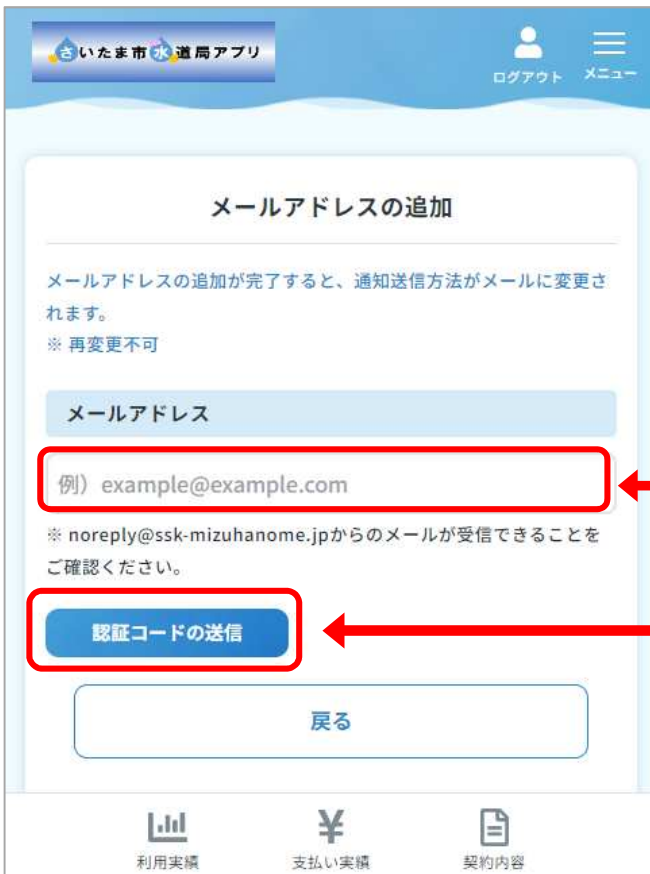 さいたま市水道局アプリ
ログアウト
メニュー
メールアドレスの追加
メールアドレスの追加が完了すると、通知送信方法がメールに変更さ
れます。
※ 再変更不可
メールアドレス
例）example@example.com
※ noreply@ssk-mizuhanome.jpからのメールが受信できることを
ご確認ください。
認証コードの送信
戻る
利用実績
支払い実績
契約内容